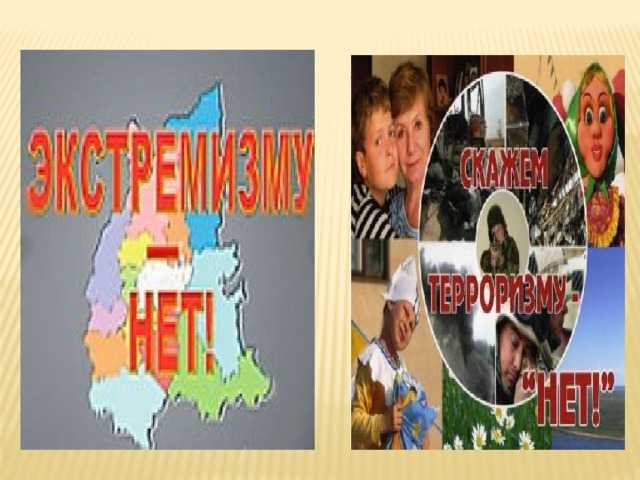 ЭКСТРЕМИЗМУ
–
НЕТ!
СКАЖЕМ
ТЕРРОРИЗМУ -
“НЕТ!”